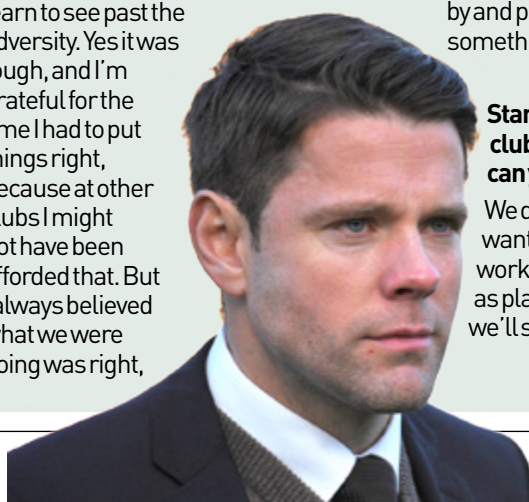 earn to see past the
dversity. Yes it was
ough, and I'm
rateful for the
me I had to put
hings right,
ecause at other
lubs I might
ot have been
fforded that. But
always believed
hat we were
oing was right,
by and p
someth
Star
club
can
We c
want
work
as pla
we'll s